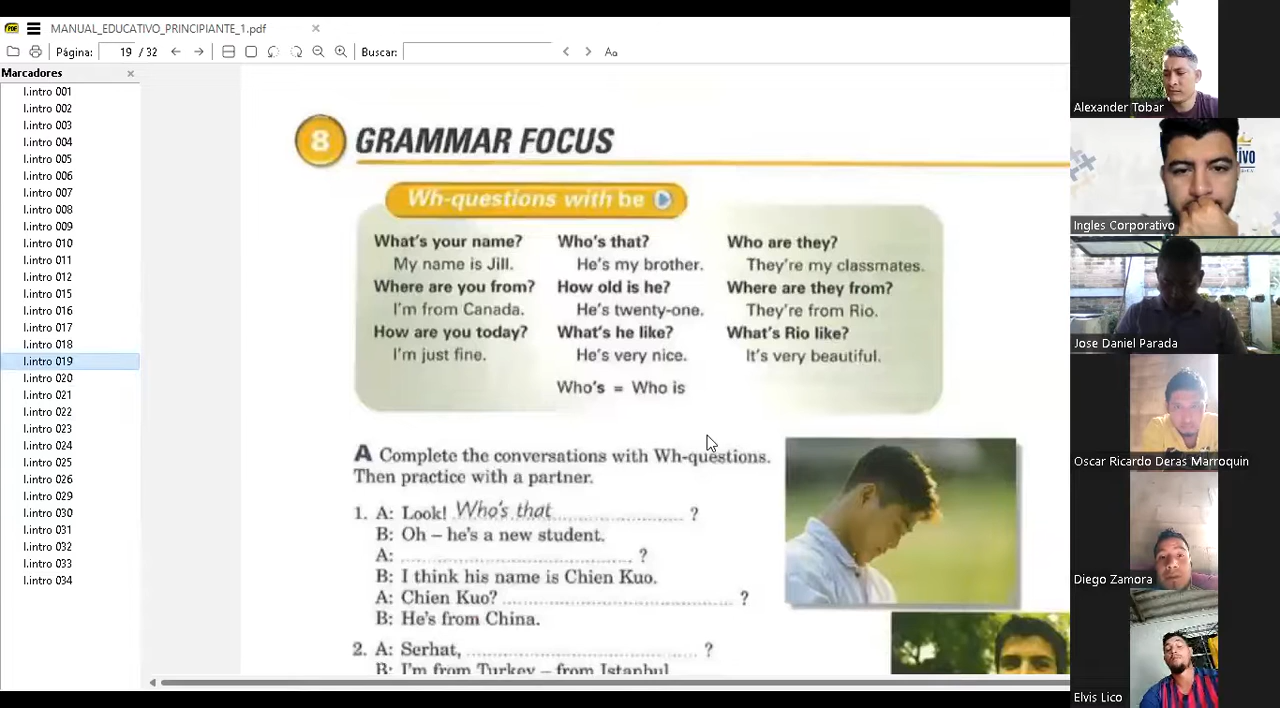 MANUAL_EDUCATIVO_PRINCIPIANTE_1.pdf
Página: 19 / 32
Buscar:
Aa
Marcadores
I.intro 001
I.intro 002
I.intro 003
I.intro 004
I.intro 005
I.intro 006
I.intro 007
I.intro 008
I.intro 009
I.intro 010
I.intro 011
I.intro 012
I.intro 015
I.intro 016
I.intro 017
I.intro 018
I.intro 019
I.intro 020
I.intro 021
I.intro 022
I.intro 023
I.intro 024
I.intro 025
I.intro 026
I.intro 029
I.intro 030
I.intro 031
I.intro 032
I.intro 033
I.intro 034
8 GRAMMAR FOCUS
Wh-questions with be
What's your name?
My name is Jill.
Where are you from?
I'm from Canada.
How are you today?
I'm just fine.
Who's that?
He's my brother.
How old is he?
He's twenty-one.
What's he like?
He's very nice.
Who's = Who is
Who are they?
They're my classmates.
Where are they from?
They're from Rio.
What's Rio like?
It's very beautiful.
A Complete the conversations with Wh-questions.
Then practice with a partner.
1. A: Look! Who's that ?
B: Oh – he's a new student.
A: ?
B: I think his name is Chien Kuo.
A: Chien Kuo? ?
B: He's from China.
2. A: Serhat, ?
B: I'm from Turkey – from Istanbul
Alexander Tobar
Ingles Corporativo
Jose Daniel Parada
Oscar Ricardo Deras Marroquin
Diego Zamora
Elvis Lico